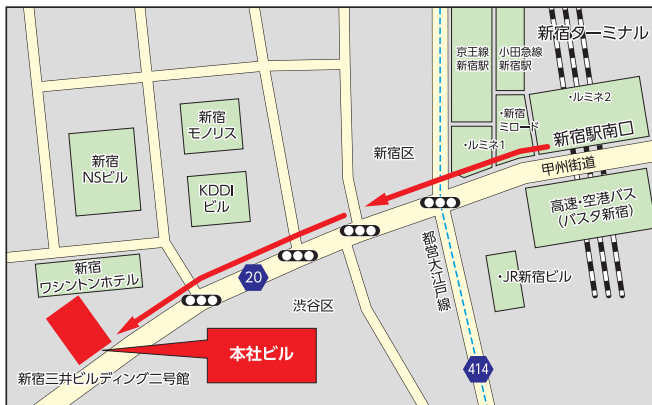 新宿ターミナル
京王線
新宿駅
小田急線
新宿駅
・ルミネ2
・新宿
ミロード
・ルミネ1
新宿駅南口
甲州街道
新宿
モノリス
新宿区
新宿
NSビル
KDDI
ビル
高速・空港バス
(バスタ新宿)
都営大江戸線
新宿
ワシントンホテル
20
・JR新宿ビル
渋谷区
本社ビル
414
新宿三井ビルディング二号館